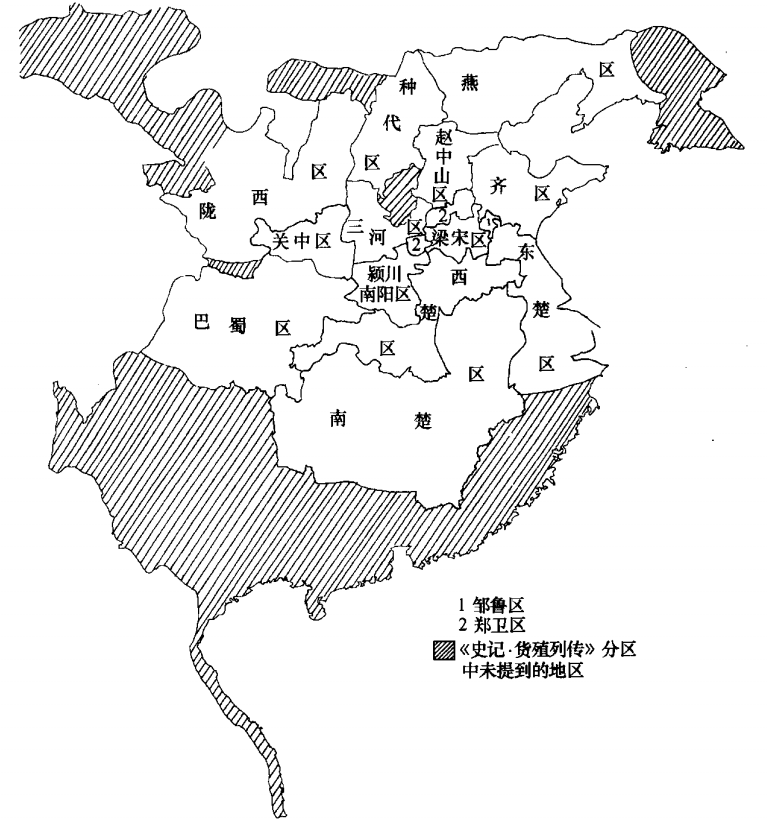 种代区
燕区
赵中山区
齐区
陇西区
关中区
三河区
2
梁宋区
1
2
颖川
南阳区
西楚区
东楚区
巴蜀区
南楚区
1 邹鲁区
2 郑卫区
《史记·货殖列传》分区
中未提到的地区